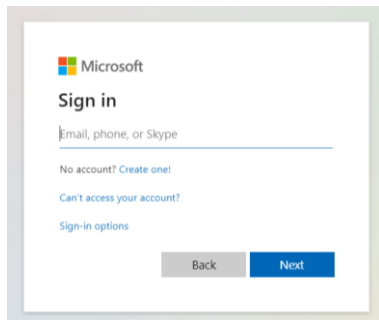 Microsoft
Sign in
Email, phone, or Skype
No account? Create one!
Can't access your account?
Sign-in options
Back Next